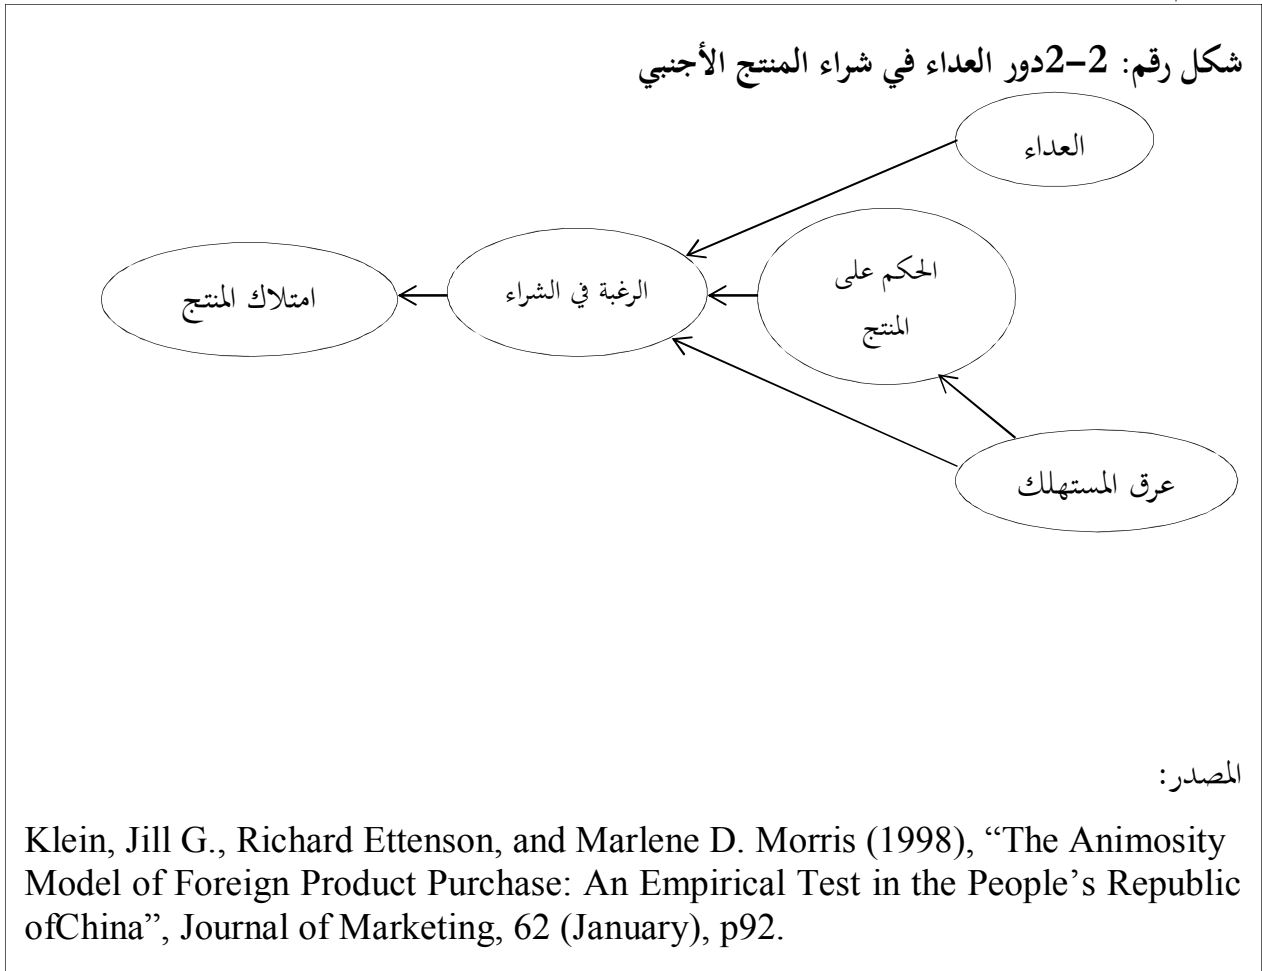 شكل رقم: 2-2دور العداء في شراء المنتج الأجنبي
العداء
الحكم على
المنتج
الرغبة في الشراء
امتلاك المنتج
عرق المستهلك
المصدر:
Klein, Jill G., Richard Ettenson, and Marlene D. Morris (1998), “The Animosity
Model of Foreign Product Purchase: An Empirical Test in the People’s Republic
ofChina”, Journal of Marketing, 62 (January), p92.